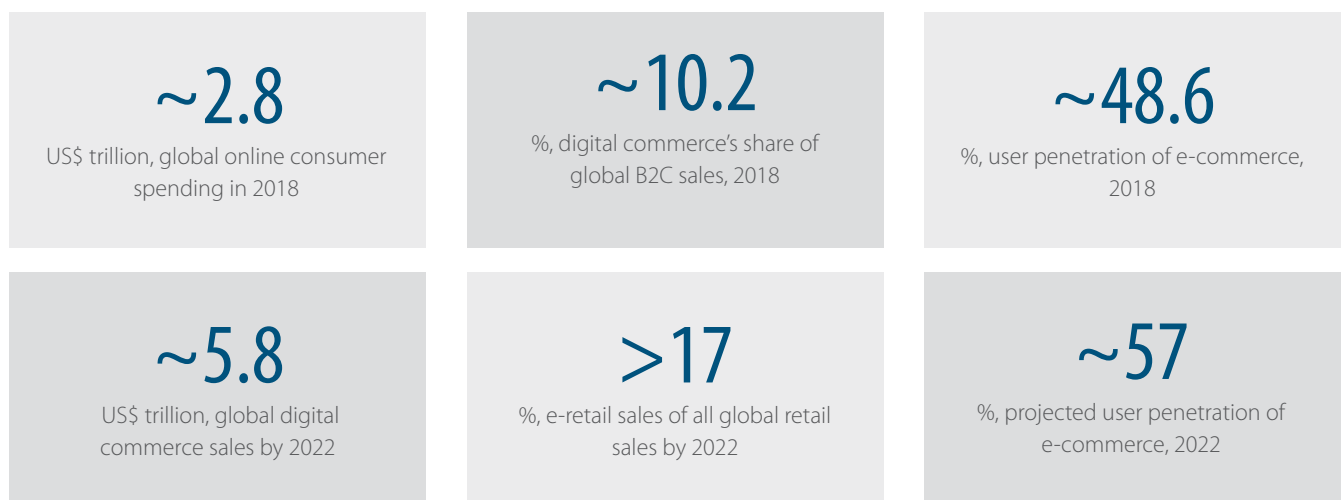 ~2.8
US$ trillion, global online consumer
spending in 2018
~10.2
%, digital commerce’s share of
global B2C sales, 2018
~48.6
%, user penetration of e-commerce,
2018
~5.8
US$ trillion, global digital
commerce sales by 2022
>17
%, e-retail sales of all global retail
sales by 2022
~57
%, projected user penetration of
e-commerce, 2022